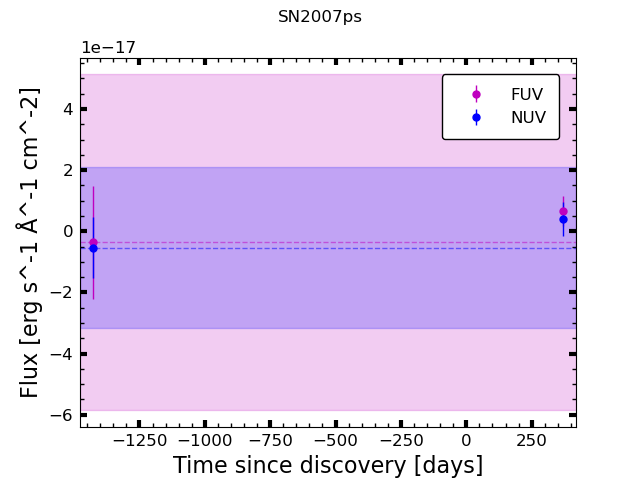 SN2007ps
1e−17
FUV
NUV
4
2
0
−2
−4
−6
Flux [erg s^-1 Å^-1 cm^-2]
−1250 −1000 −750 −500 −250 0 250
Time since discovery [days]